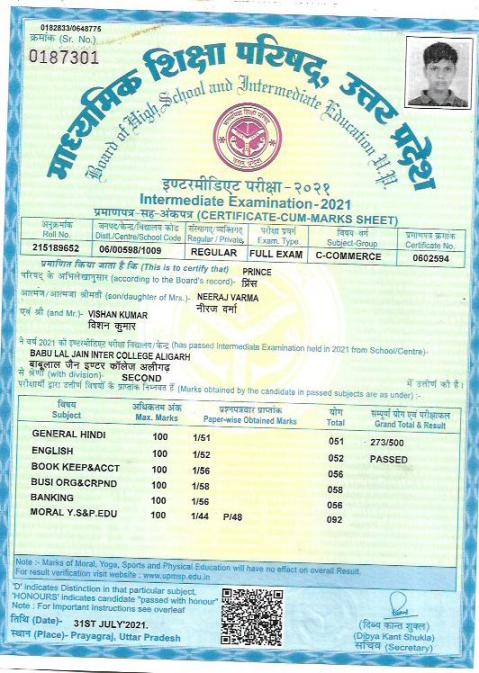 0182833/0648775
क्रमांक (Sr. No.)
0187301
माध्यमिक शिक्षा परिषद्, उत्तर प्रदेश
Board of High School and Intermediate Education U.P.
इण्टरमीडिएट परीक्षा-२०२१
Intermediate Examination-2021
प्रमाणपत्र-सह-अंकपत्र (CERTIFICATE-CUM-MARKS SHEET)
अनुक्रमांक जनपद/केन्द्र/विद्यालय कोड संस्थागत/व्यक्तिगत परीक्षा प्रकार विषय वर्ग प्रमाणपत्र क्रमांक
Roll No. Distt./Centre/School Code Regular / Private Exam. Type Subject-Group Certificate No.
215189652 06/00598/1009 REGULAR FULL EXAM C-COMMERCE 0602594
प्रमाणित किया जाता है कि (This is to certify that) PRINCE
परिषद के अभिलेखानुसार (according to the Board's record)- प्रिंस
आत्मज/आत्मजा श्रीमती (son/daughter of Mrs.)- NEERAJ VARMA
नीरज वर्मा
एवं श्री (and Mr.)- VISHAN KUMAR
विशन कुमार
ने वर्ष 2021 की इण्टरमीडिएट परीक्षा विद्यालय/केन्द्र (has passed Intermediate Examination held in 2021 from School/Centre)-
BABU LAL JAIN INTER COLLEGE ALIGARH
बाबूलाल जैन इण्टर कॉलेज अलीगढ़
से श्रेणी (with division)- SECOND में उत्तीर्ण की है।
परीक्षार्थी द्वारा उत्तीर्ण विषयों के प्राप्तांक निम्नवत हैं (Marks obtained by the candidate in passed subjects are as under) :-
विषय अधिकतम अंक प्रश्नपत्रवार प्राप्तांक योग सम्पूर्ण योग एवं परीक्षाफल
Subject Max. Marks Paper-wise Obtained Marks Total Grand Total & Result
GENERAL HINDI 100 1/51 051 273/500
ENGLISH 100 1/52 052 PASSED
BOOK KEEP&ACCT 100 1/56 056
BUSI ORG&CRPND 100 1/58 058
BANKING 100 1/56 056
MORAL Y.S&P.EDU 100 1/44 P/48 092
Note :- Marks of Moral, Yoga, Sports and Physical Education will have no effect on overall Result.
For result verification visit website : www.upmsp.edu.in
'D' indicates Distinction in that particular subject.
'HONOURS' indicates candidate "passed with honour"
Note : For Important instructions see overleaf
तिथि (Date)- 31ST JULY'2021.
स्थान (Place)- Prayagraj, Uttar Pradesh
(दिव्य कान्त शुक्ल)
(Dibya Kant Shukla)
सचिव (Secretary)